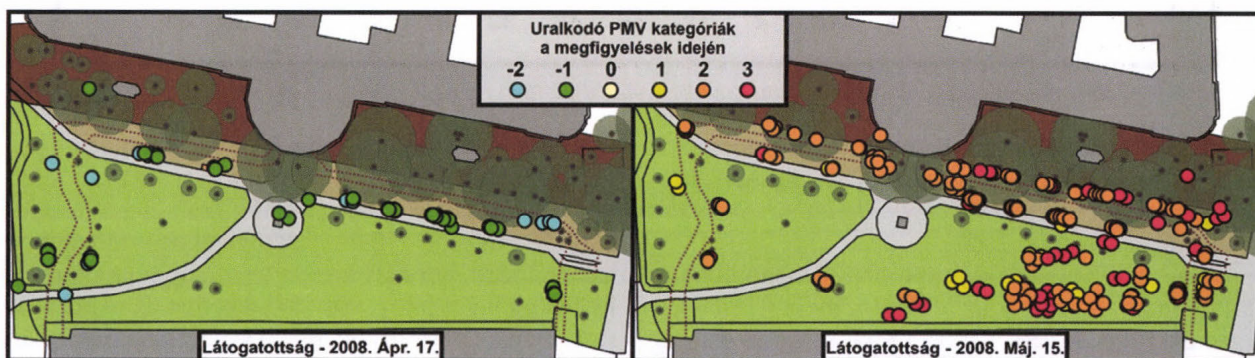 Uralkodó PMV kategóriák
a megfigyelések idején
-2 -1 0 1 2 3
Látogatottság - 2008. Ápr. 17.
Látogatottság - 2008. Máj. 15.